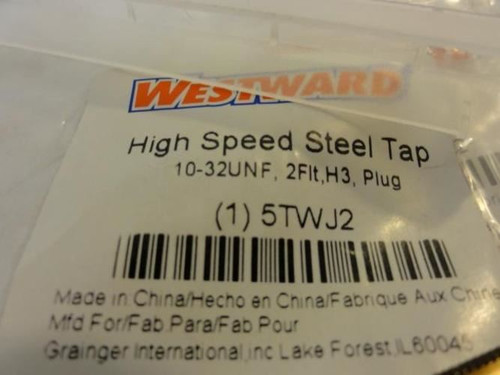 WESTWARD
High Speed Steel Tap
10-32UNF, 2Flt,H3, Plug
(1) 5TWJ2
Made in China/Hecho en China/Fabrique Aux Chine
Mfd For/Fab Para/Fab Pour
Grainger International,inc Lake Forest,IL60045